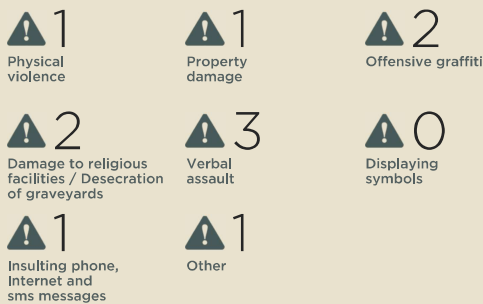 1
Physical
violence
1
Property
damage
2
Offensive graffiti
2
Damage to religious
facilities / Desecration
of graveyards
3
Verbal
assault
0
Displaying
symbols
1
Insulting phone,
Internet and
sms messages
1
Other